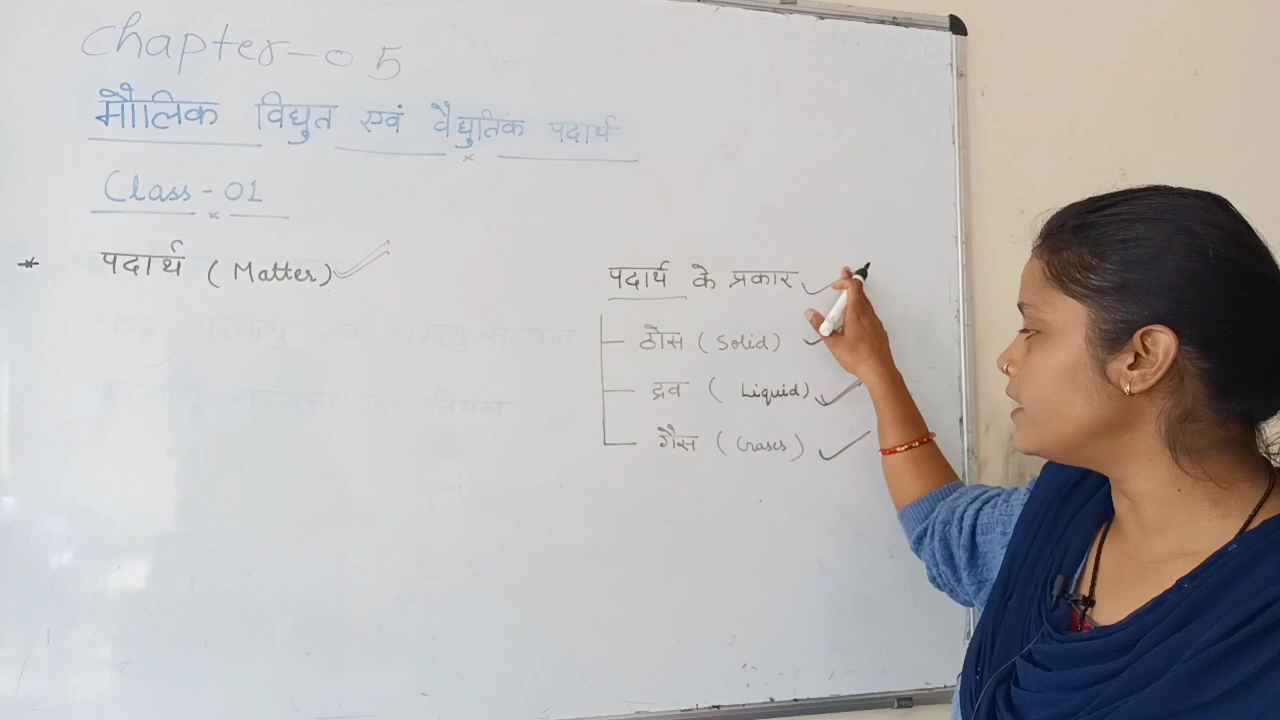 Chapter-05
मौलिक विद्युत एवं वैद्युतिक पदार्थ
Class-01
* पदार्थ (Matter)
पदार्थ के प्रकार
ठोस (Solid)
द्रव (Liquid)
गैस (Gases)